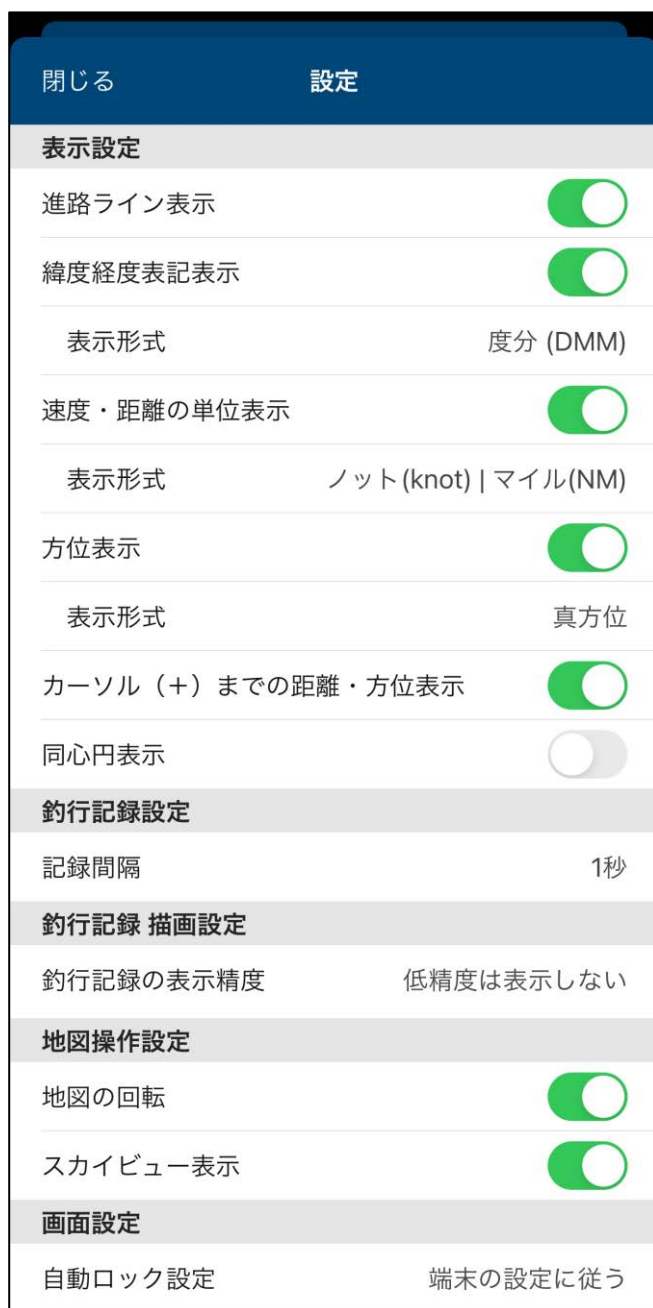 閉じる 設定
表示設定
進路ライン表示
緯度経度表記表示
表示形式 度分 (DMM)
速度・距離の単位表示
表示形式 ノット(knot) | マイル(NM)
方位表示
表示形式 真方位
カーソル（＋）までの距離・方位表示
同心円表示
釣行記録設定
記録間隔 1秒
釣行記録 描画設定
釣行記録の表示精度 低精度は表示しない
地図操作設定
地図の回転
スカイビュー表示
画面設定
自動ロック設定 端末の設定に従う